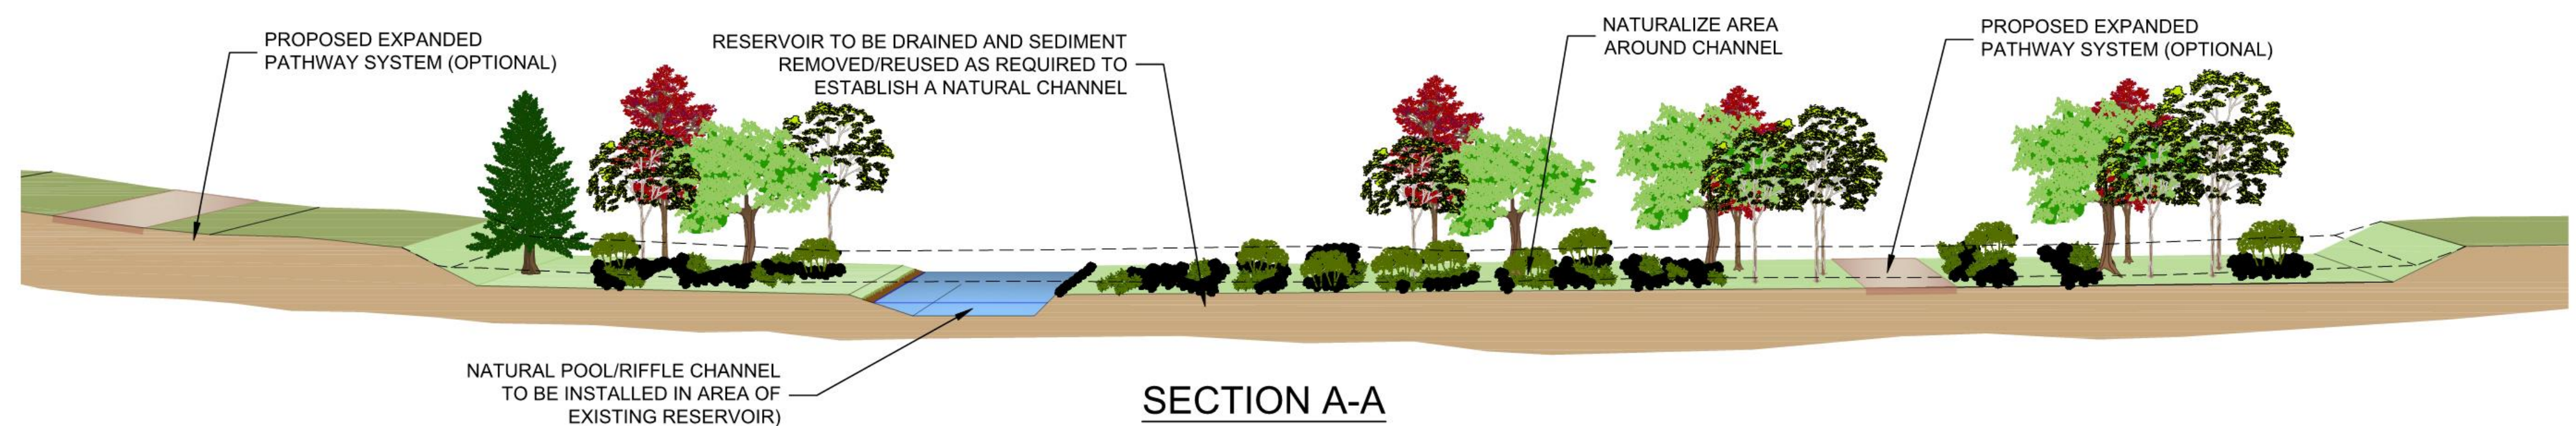 PROPOSED EXPANDED
PATHWAY SYSTEM (OPTIONAL)
RESERVOIR TO BE DRAINED AND SEDIMENT
REMOVED/REUSED AS REQUIRED TO
ESTABLISH A NATURAL CHANNEL
NATURALIZE AREA
AROUND CHANNEL
PROPOSED EXPANDED
PATHWAY SYSTEM (OPTIONAL)
NATURAL POOL/RIFFLE CHANNEL
TO BE INSTALLED IN AREA OF
EXISTING RESERVOIR)
SECTION A-A